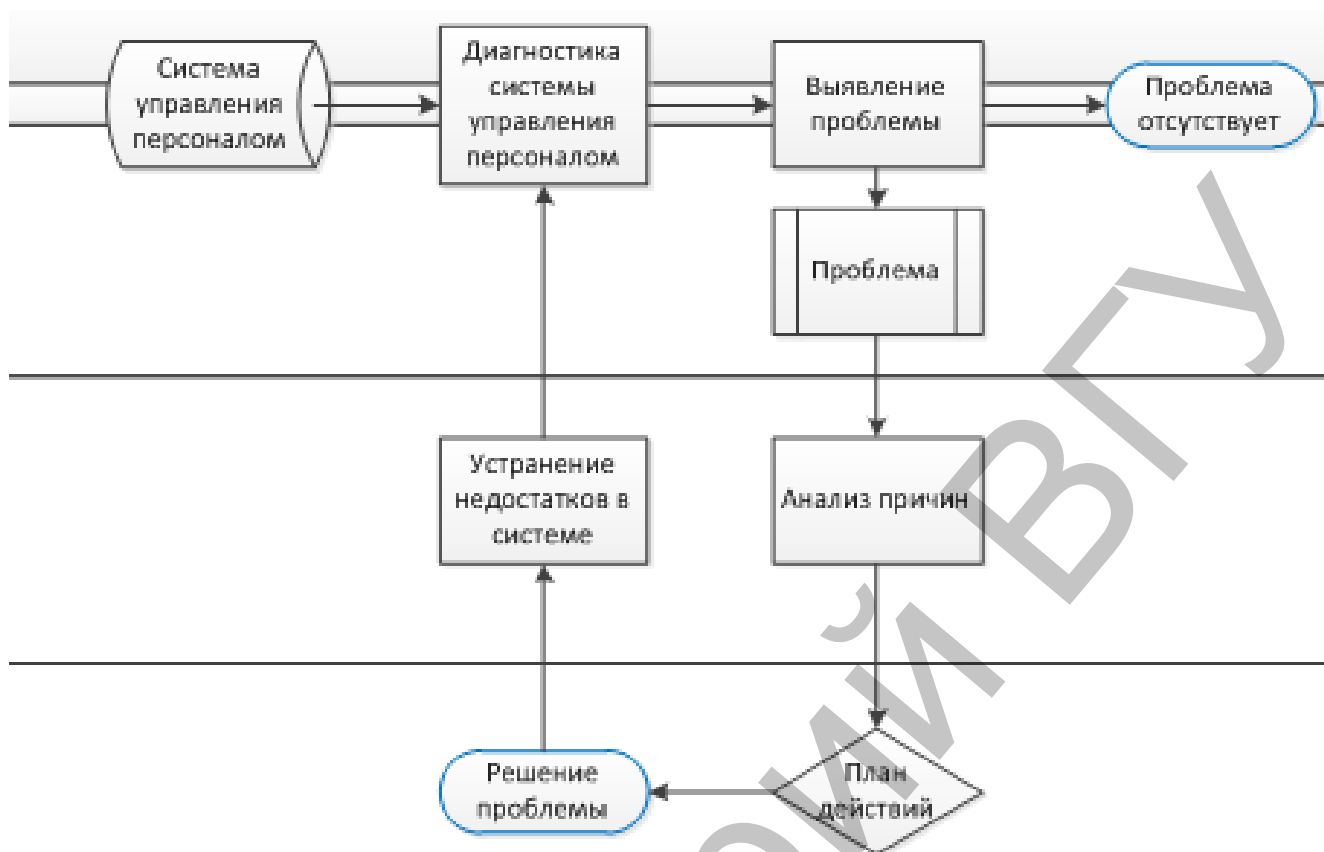 Система
управления
персоналом
Диагностика
системы
управления
персоналом
Выявление
проблемы
Проблема
отсутствует
Проблема
Устранение
недостатков в
системе
Анализ причин
Решение
проблемы
План
действий
ВГУ